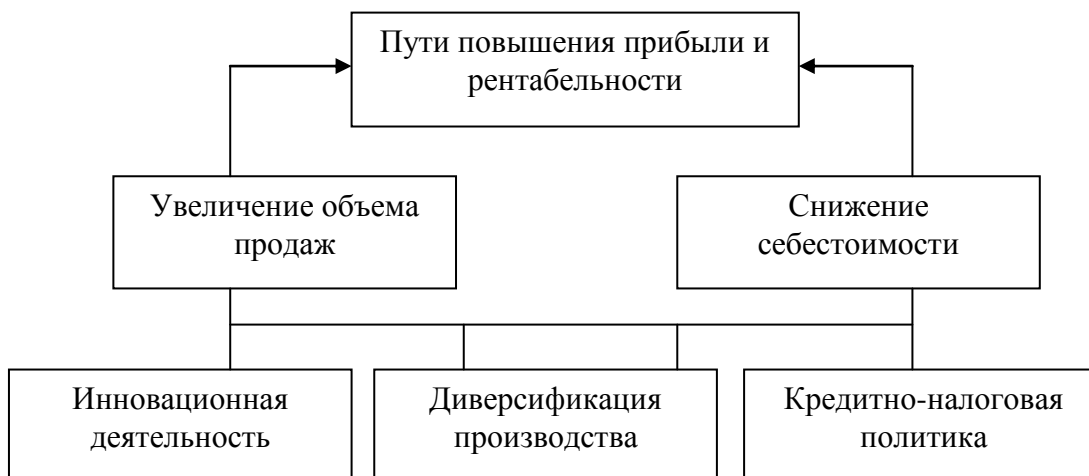 Пути повышения прибыли и
рентабельности
Увеличение объема
продаж
Снижение
себестоимости
Инновационная
деятельность
Диверсификация
производства
Кредитно-налоговая
политика